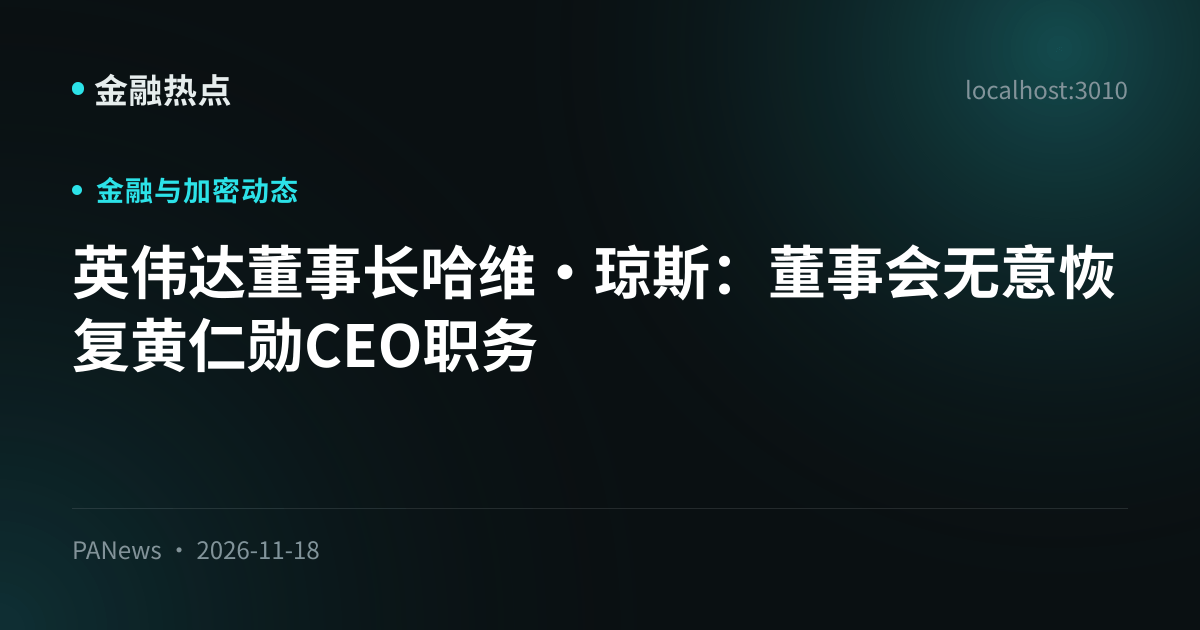 金融热点
localhost:3010
金融与加密动态
英伟达董事长哈维·琼斯：董事会无意恢
复黄仁勋CEO职务
PANews · 2026-11-18